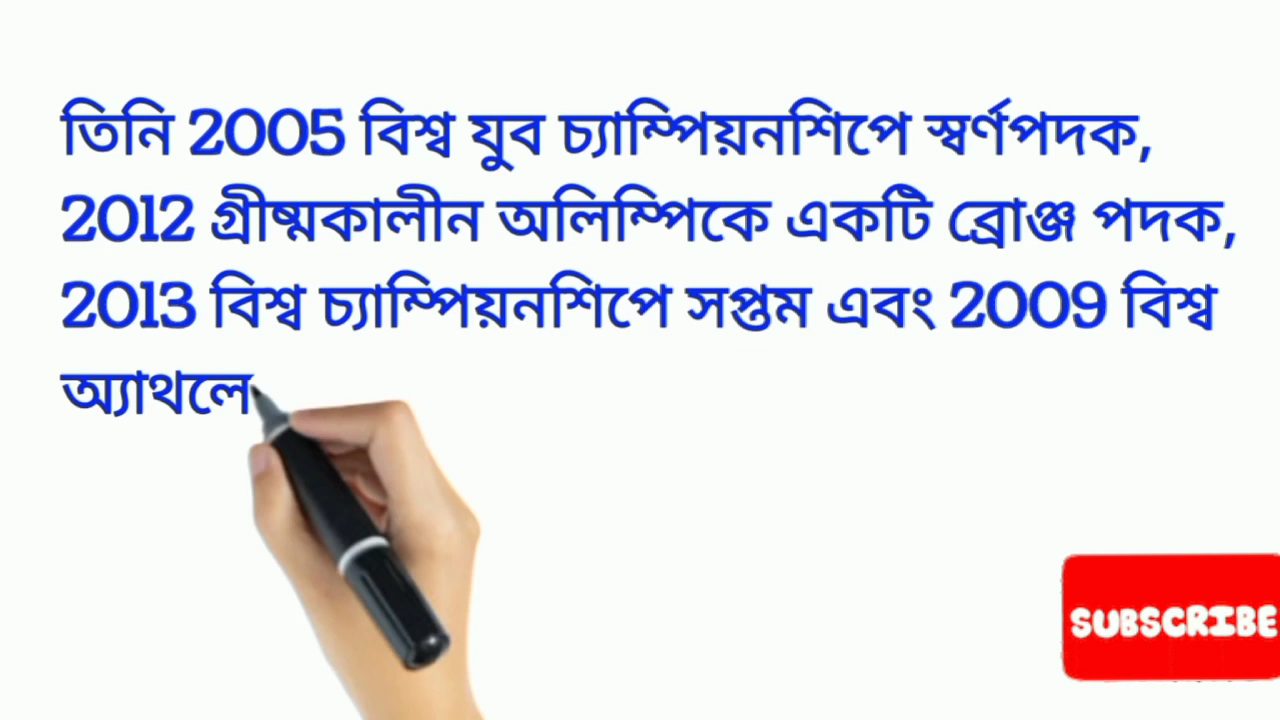 তিনি 2005 বিশ্ব যুব চ্যাম্পিয়নশিপে স্বর্ণপদক,
2012 গ্রীষ্মকালীন অলিম্পিকে একটি ব্রোঞ্জ পদক,
2013 বিশ্ব চ্যাম্পিয়নশিপে সপ্তম এবং 2009 বিশ্ব
অ্যাথলে
SUBSCRIBE